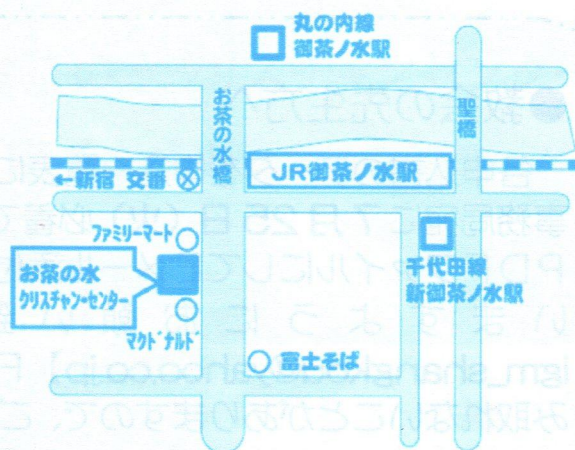 丸の内線
御茶ノ水駅
お茶の水橋
聖橋
JR御茶ノ水駅
←新宿 交番
ファミリーマート
お茶の水
クリスチャン・センター
マクドナルド
千代田線
新御茶ノ水駅
富士そば